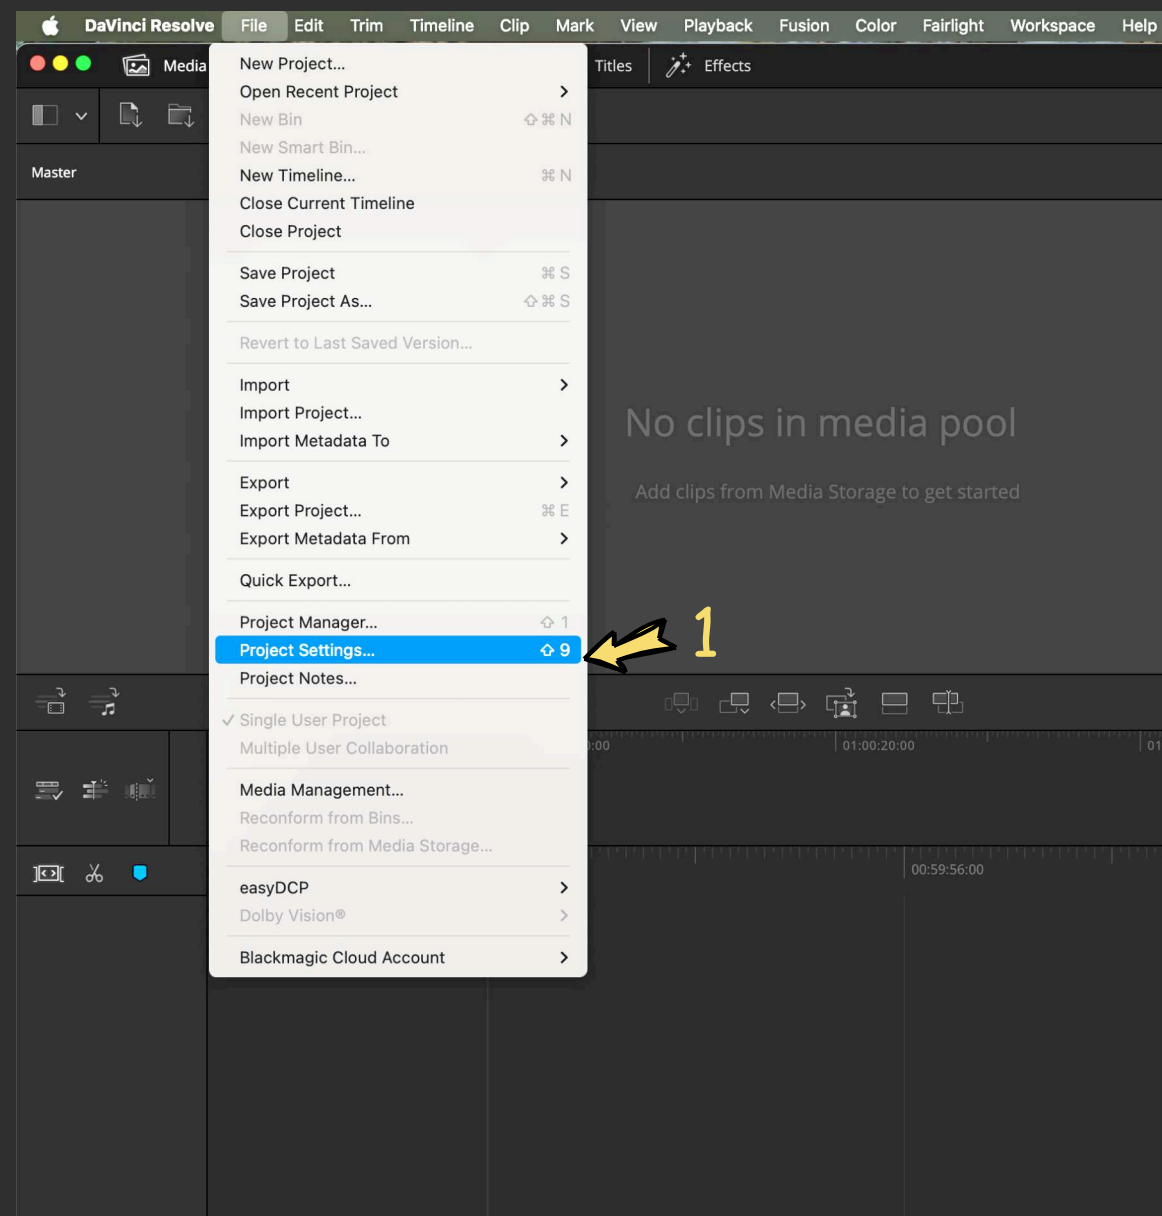 DaVinci Resolve File Edit Trim Timeline Clip Mark View Playback Fusion Color Fairlight Workspace Help
Media Titles Effects
Master
New Project...
Open Recent Project
New Bin ⇧⌘N
New Smart Bin...
New Timeline... ⌘N
Close Current Timeline
Close Project
Save Project ⌘S
Save Project As... ⇧⌘S
Revert to Last Saved Version...
Import
Import Project...
Import Metadata To
Export
Export Project... ⌘E
Export Metadata From
Quick Export...
Project Manager... ⇧1
Project Settings... ⇧9
Project Notes...
✓ Single User Project
Multiple User Collaboration
Media Management...
Reconform from Bins...
Reconform from Media Storage...
easyDCP
Dolby Vision®
Blackmagic Cloud Account
No clips in media pool
Add clips from Media Storage to get started
1
:00 01:00:20:00 01
00:59:56:00